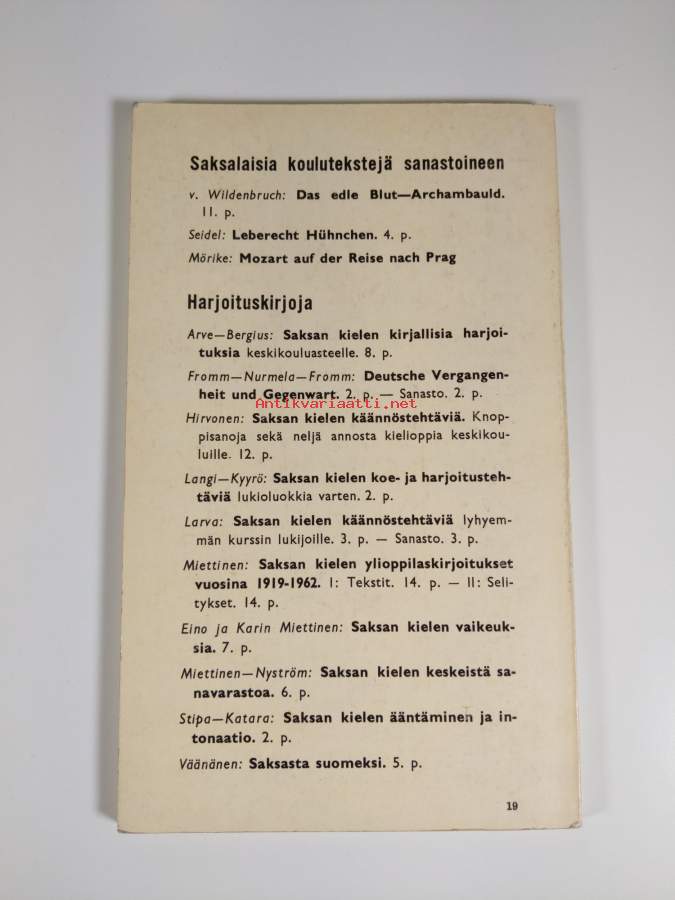 Saksalaisia koulutekstejä sanastoineen
v. Wildenbruch: Das edle Blut—Archambauld.
11. p.
Seidel: Leberecht Hühnchen. 4. p.
Mörike: Mozart auf der Reise nach Prag
Harjoituskirjoja
Arve—Bergius: Saksan kielen kirjallisia harjoi-
tuksia keskikouluasteelle. 8. p.
Fromm—Nurmela—Fromm: Deutsche Vergangen-
heit und Gegenwart. 2. p. — Sanasto. 2. p.
Antikvariaatti.net
Hirvonen: Saksan kielen käännöstehtäviä. Knop-
pisanoja sekä neljä annosta kielioppia keskikou-
luille. 12. p.
Langi—Kyyrö: Saksan kielen koe- ja harjoitusteh-
täviä lukioluokkia varten. 2. p.
Larva: Saksan kielen käännöstehtäviä lyhyem-
män kurssin lukijoille. 3. p. — Sanasto. 3. p.
Miettinen: Saksan kielen ylioppilaskirjoitukset
vuosina 1919-1962. I: Tekstit. 14. p. — II: Seli-
tykset. 14. p.
Eino ja Karin Miettinen: Saksan kielen vaikeuk-
sia. 7. p.
Miettinen—Nyström: Saksan kielen keskeistä sa-
navarastoa. 6. p.
Stipa—Katara: Saksan kielen ääntäminen ja in-
tonaatio. 2. p.
Väänänen: Saksasta suomeksi. 5. p.
19